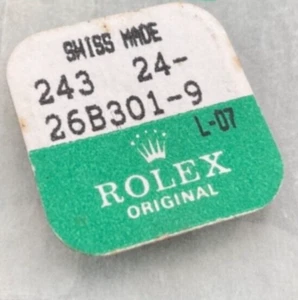 SWISS MADE
243 24-
26B301-9
L-07
ROLEX
ORIGINAL